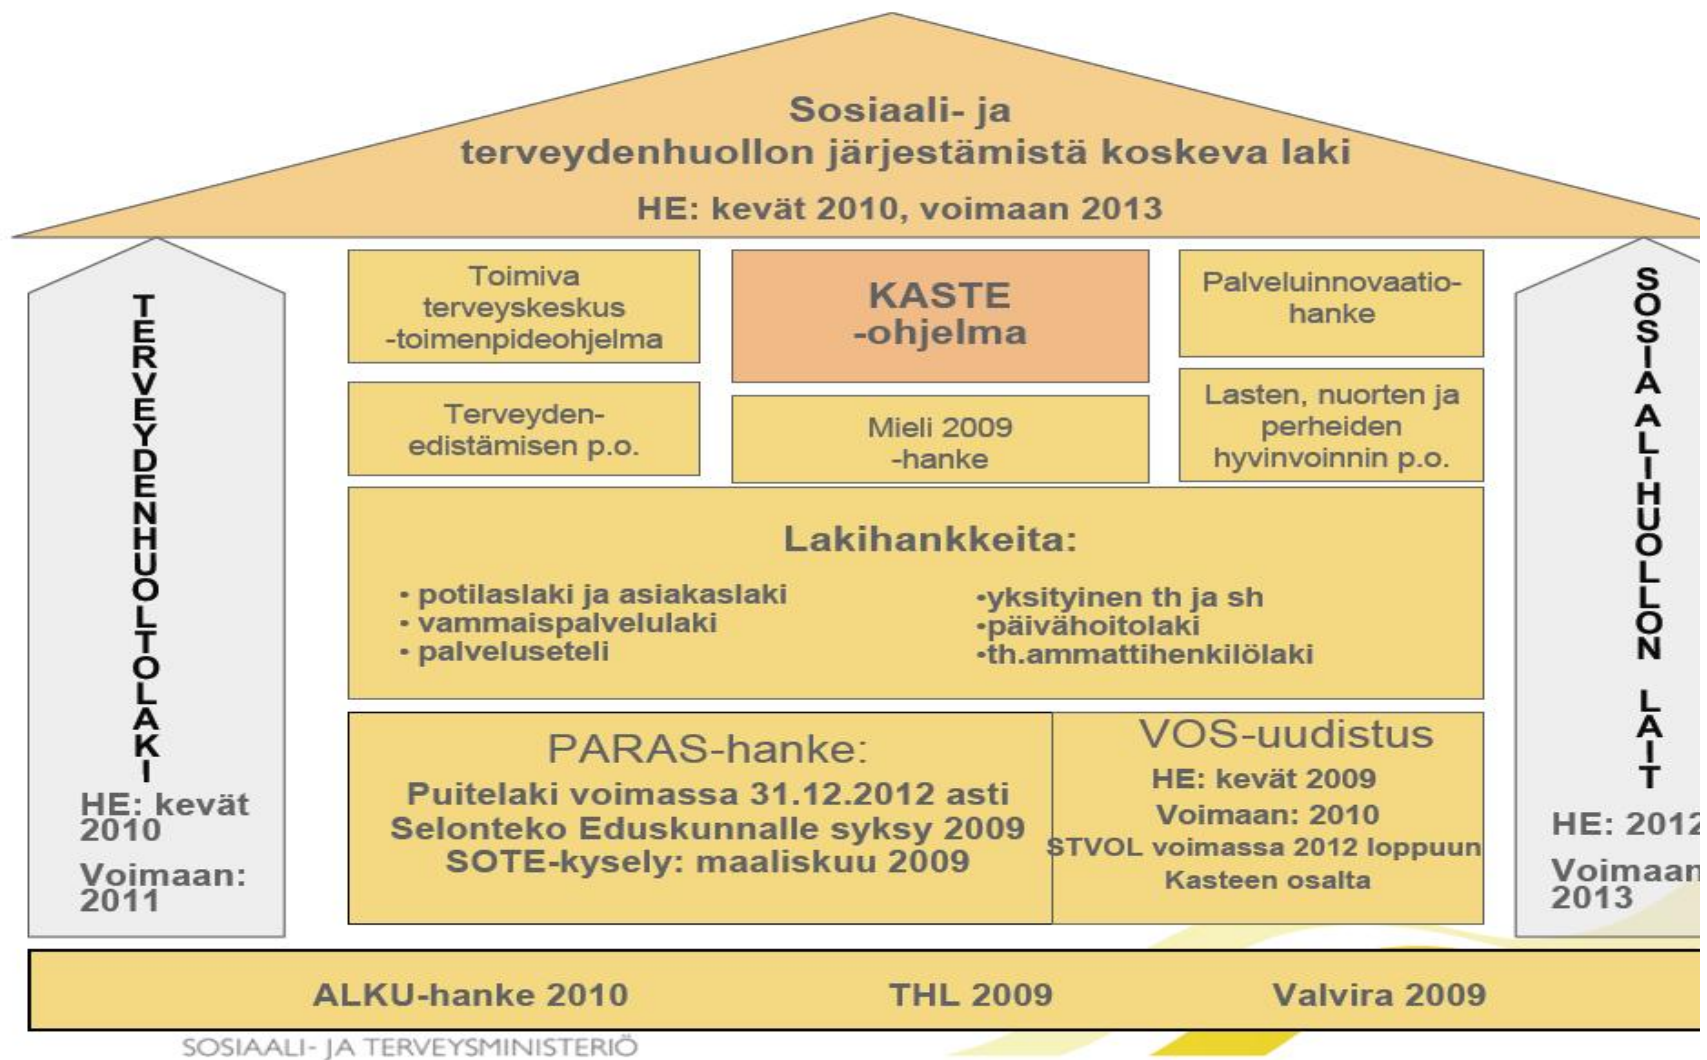 Sosiaali- ja
terveydenhuollon järjestämistä koskeva laki
HE: kevät 2010, voimaan 2013
TERVEYDENHUOLTOLAKI
HE: kevät
2010
Voimaan:
2011
Toimiva
terveyskeskus
-toimenpideohjelma
KASTE
-ohjelma
Palveluinnovaatio-
hanke
Terveyden-
edistämisen p.o.
Mieli 2009
-hanke
Lasten, nuorten ja
perheiden
hyvinvoinnin p.o.
Lakihankkeita:
• potilaslaki ja asiakaslaki
• vammaispalvelulaki
• palveluseteli
•yksityinen th ja sh
•päivähoitolaki
•th.ammattihenkilölaki
PARAS-hanke:
Puitelaki voimassa 31.12.2012 asti
Selonteko Eduskunnalle syksy 2009
SOTE-kysely: maaliskuu 2009
VOS-uudistus
HE: kevät 2009
Voimaan: 2010
STVOL voimassa 2012 loppuun
Kasteen osalta
SOSIAALIHUOLLON LAIT
HE: 2012
Voimaan
2013
ALKU-hanke 2010 THL 2009 Valvira 2009
SOSIAALI- JA TERVEYSMINISTERIÖ